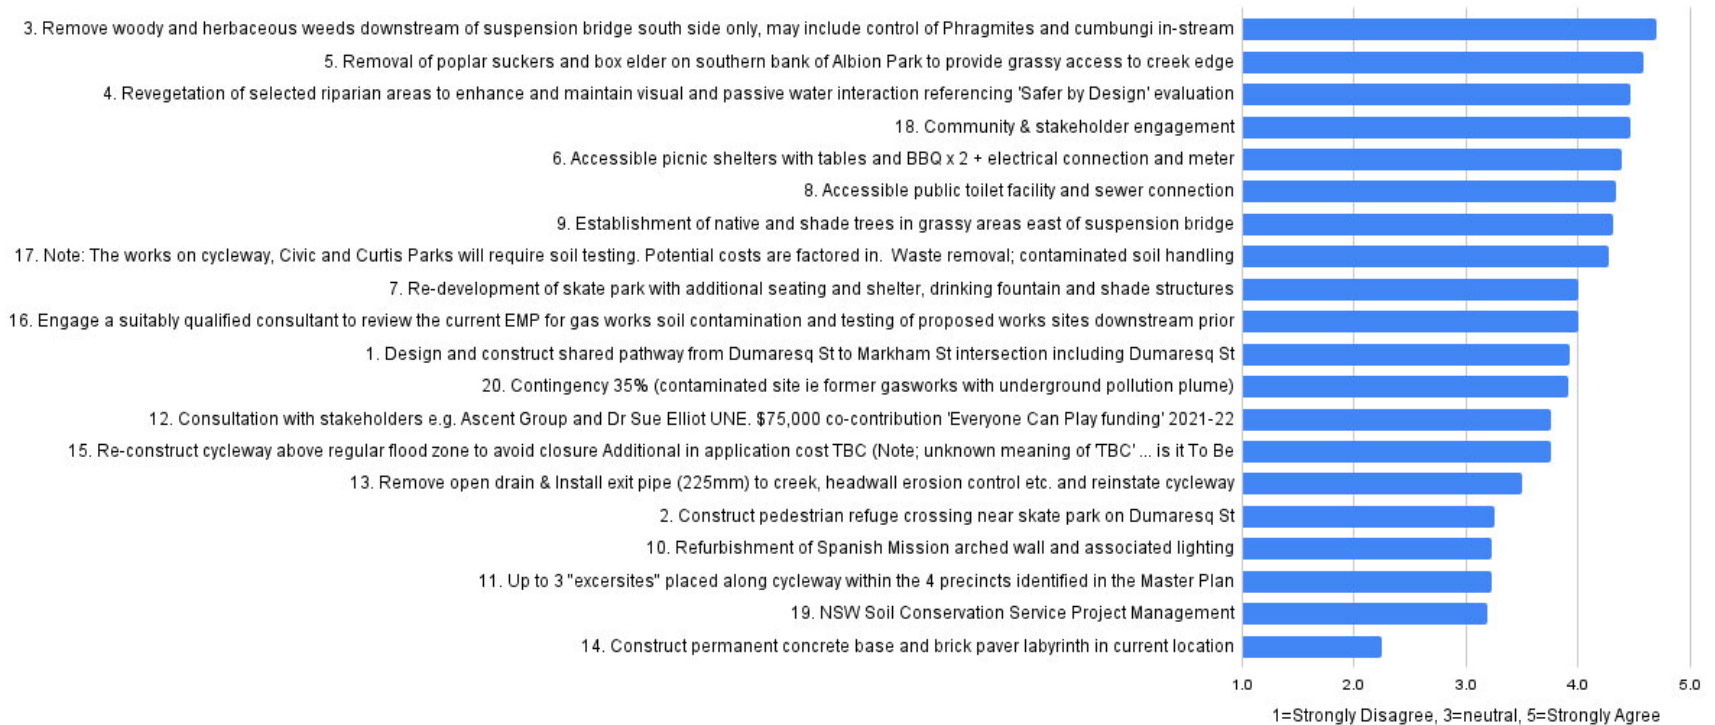 3. Remove woody and herbaceous weeds downstream of suspension bridge south side only, may include control of Phragmites and cumbungi in-stream
5. Removal of poplar suckers and box elder on southern bank of Albion Park to provide grassy access to creek edge
4. Revegetation of selected riparian areas to enhance and maintain visual and passive water interaction referencing 'Safer by Design' evaluation
18. Community & stakeholder engagement
6. Accessible picnic shelters with tables and BBQ x 2 + electrical connection and meter
8. Accessible public toilet facility and sewer connection
9. Establishment of native and shade trees in grassy areas east of suspension bridge
17. Note: The works on cycleway, Civic and Curtis Parks will require soil testing. Potential costs are factored in.  Waste removal; contaminated soil handling
7. Re-development of skate park with additional seating and shelter, drinking fountain and shade structures
16. Engage a suitably qualified consultant to review the current EMP for gas works soil contamination and testing of proposed works sites downstream prior
1. Design and construct shared pathway from Dumaresq St to Markham St intersection including Dumaresq St
20. Contingency 35% (contaminated site ie former gasworks with underground pollution plume)
12. Consultation with stakeholders e.g. Ascent Group and Dr Sue Elliot UNE. $75,000 co-contribution 'Everyone Can Play funding' 2021-22
15. Re-construct cycleway above regular flood zone to avoid closure Additional in application cost TBC (Note; unknown meaning of 'TBC' ... is it To Be
13. Remove open drain & Install exit pipe (225mm) to creek, headwall erosion control etc. and reinstate cycleway
2. Construct pedestrian refuge crossing near skate park on Dumaresq St
10. Refurbishment of Spanish Mission arched wall and associated lighting
11. Up to 3 "excersites" placed along cycleway within the 4 precincts identified in the Master Plan
19. NSW Soil Conservation Service Project Management
14. Construct permanent concrete base and brick paver labyrinth in current location
1.0 2.0 3.0 4.0 5.0
1=Strongly Disagree, 3=neutral, 5=Strongly Agree